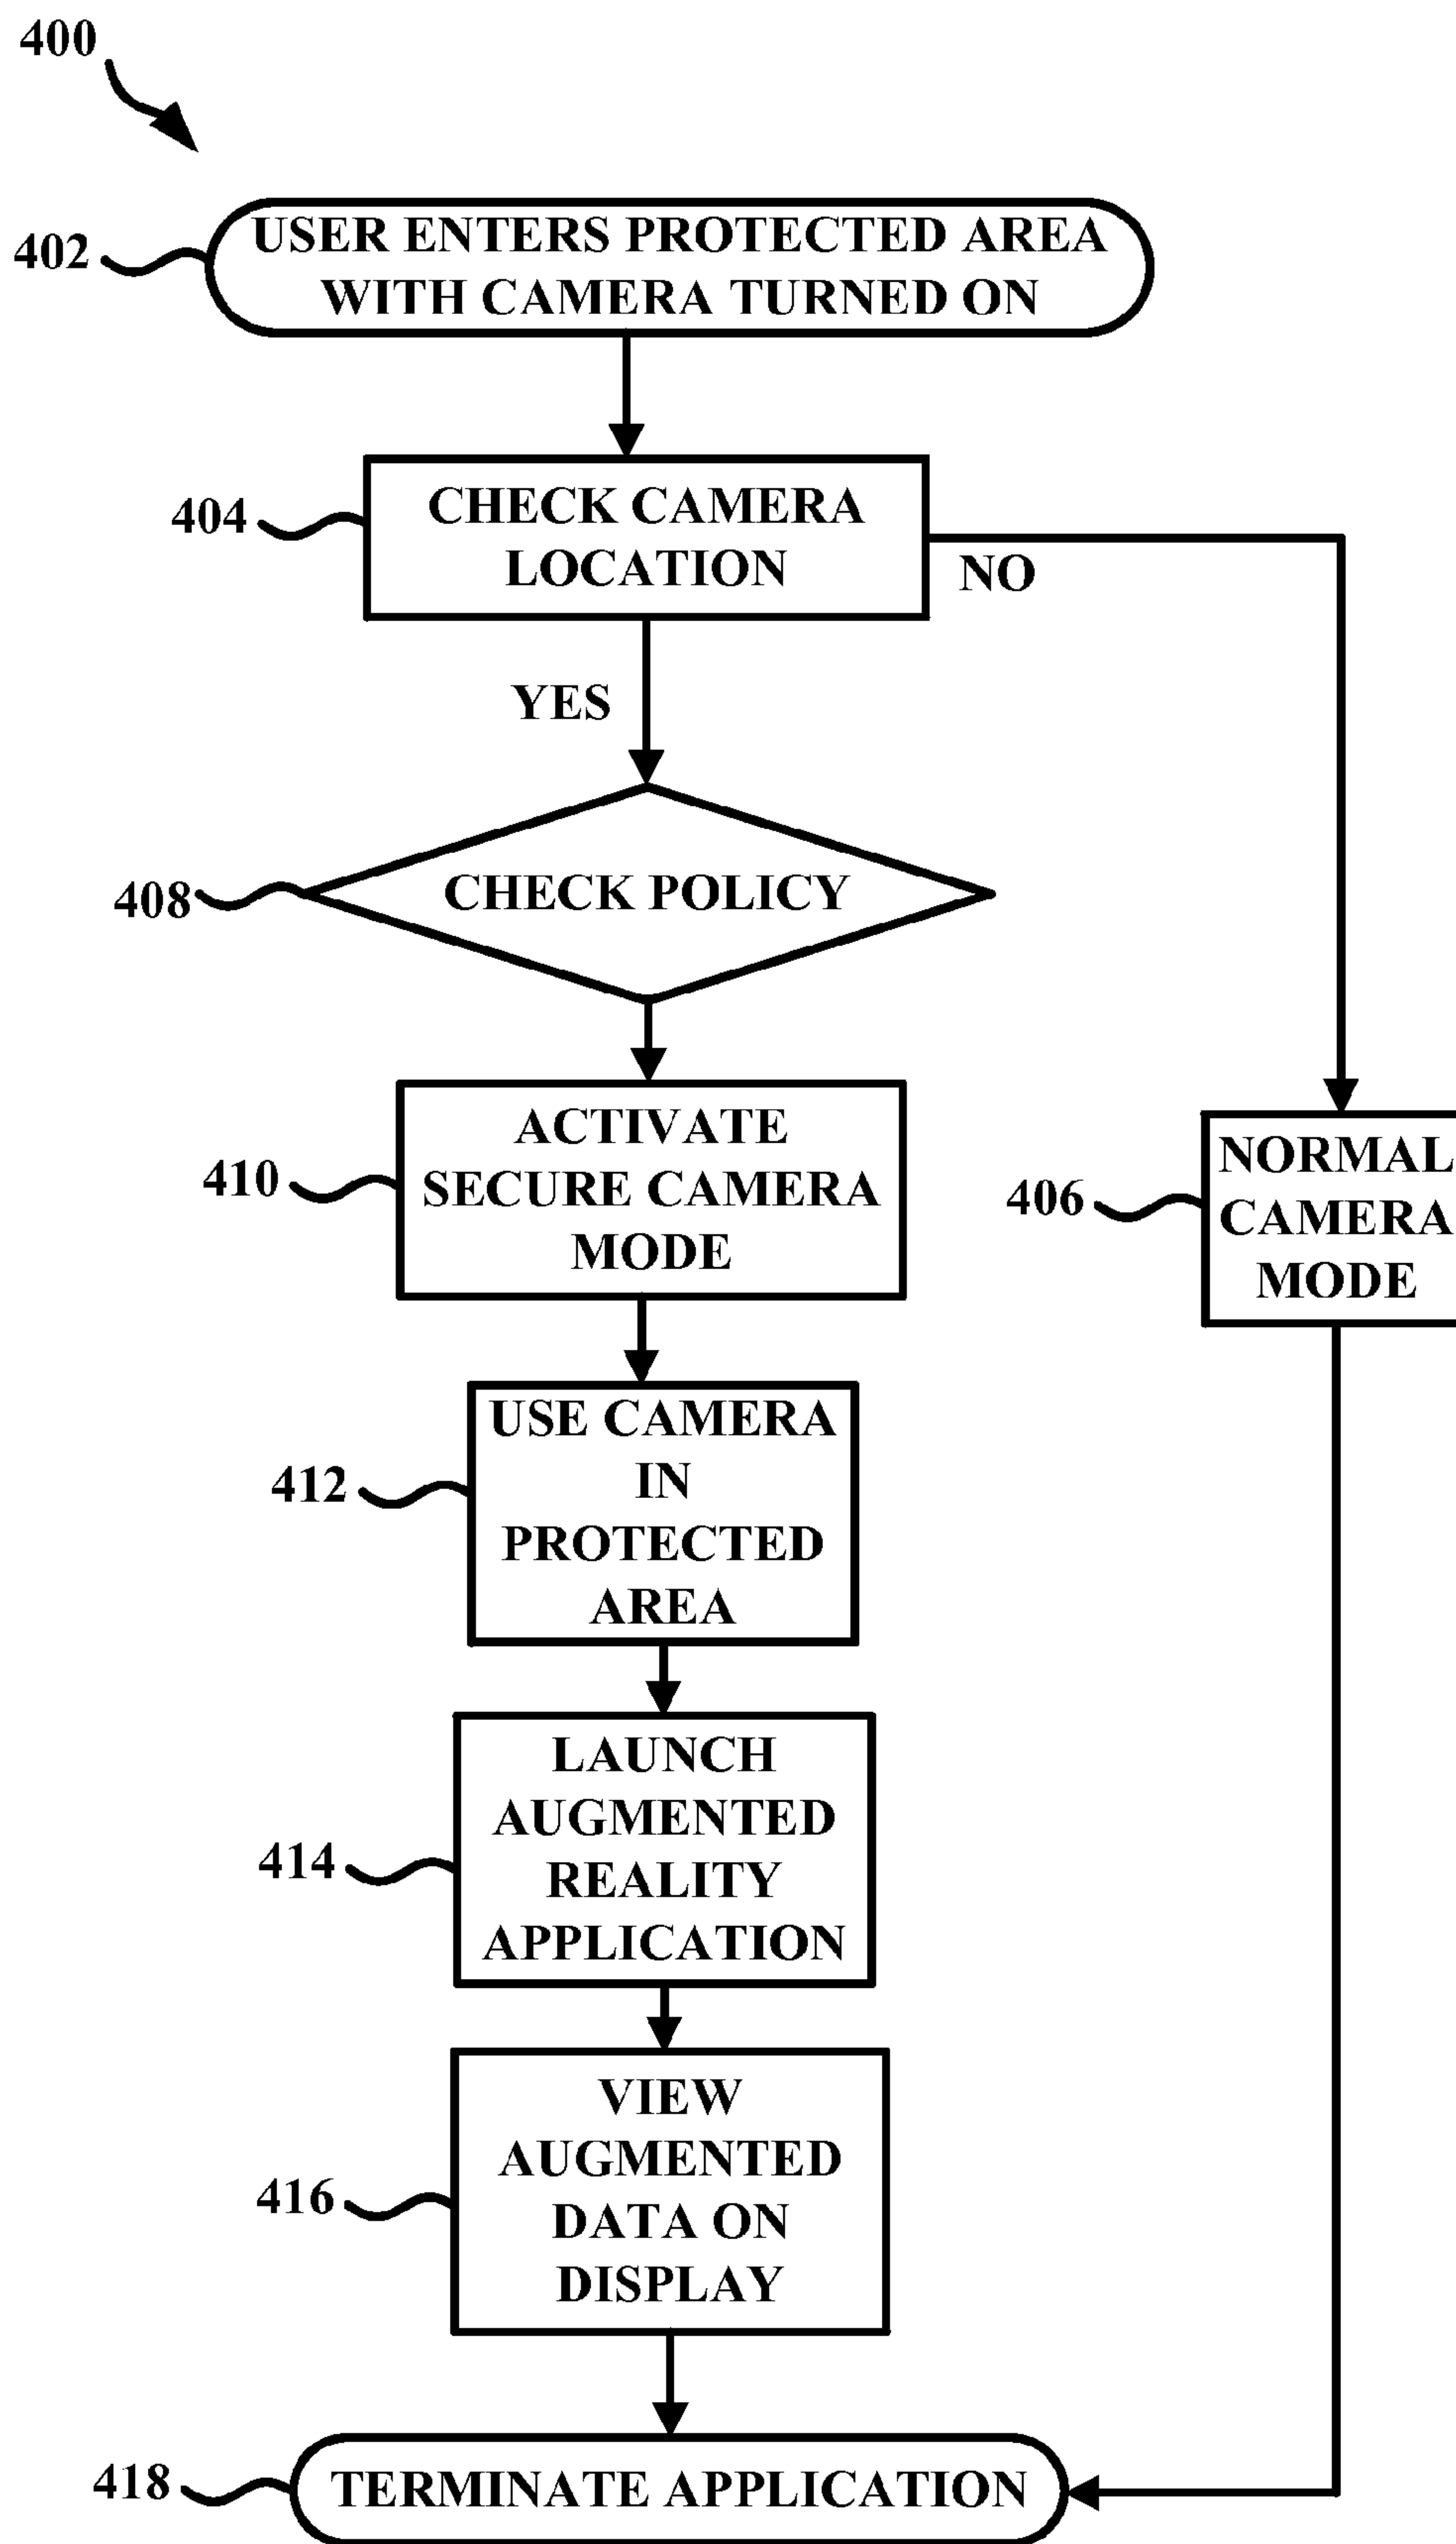 400
402
USER ENTERS PROTECTED AREA
WITH CAMERA TURNED ON
404
CHECK CAMERA
LOCATION
NO
YES
408
CHECK POLICY
410
ACTIVATE
SECURE CAMERA
MODE
406
NORMAL
CAMERA
MODE
412
USE CAMERA
IN
PROTECTED
AREA
414
LAUNCH
AUGMENTED
REALITY
APPLICATION
416
VIEW
AUGMENTED
DATA ON
DISPLAY
418
TERMINATE APPLICATION